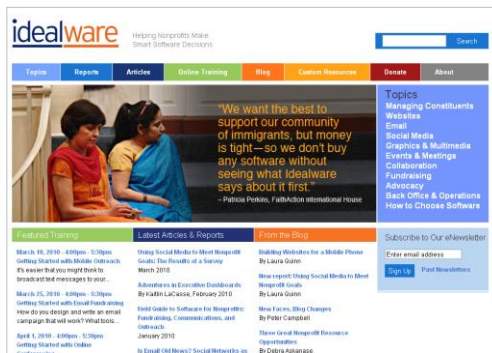 idealware
Helping Nonprofits Make
Smart Software Decisions
Search
Topics
Reports
Articles
Online Training
Blog
Custom Resources
Donate
About
"We want the best to
support our community
of immigrants, but money
is tight—so we don't buy
any software without
seeing what Idealware
says about it first."
– Patricia Perkins, FaithAction International House
Topics
Managing Constituents
Websites
Email
Social Media
Graphics & Multimedia
Events & Meetings
Collaboration
Fundraising
Advocacy
Back Office & Operations
How to Choose Software
Featured Training
March 18, 2010 - 4:00pm - 5:30pm
Getting Started with Mobile Outreach
It's easier that you might think to
broadcast text messages to your...
March 25, 2010 - 4:00pm - 5:30pm
Getting Started with Email Fundraising
How do you design and write an email
campaign that will work? What tools...
April 1, 2010 - 4:00pm - 5:30pm
Getting Started with Online
Latest Articles & Reports
Using Social Media to Meet Nonprofit
Goals: The Results of a Survey
March 2010
Adventures in Executive Dashboards
By Kaitlin LaCasse, February 2010
Field Guide to Software for Nonprofits:
Fundraising, Communications, and
Outreach
January 2010
Is Email Old News? Social Networks as
From the Blog
Building Websites for a Mobile Phone
By Laura Quinn
New report: Using Social Media to Meet
Nonprofit Goals
By Laura Quinn
New Faces, Blog Changes
By Peter Campbell
Three Great Nonprofit Resource
Opportunities
By Debra Askanase
Subscribe to Our eNewsletter
Enter email address
Sign Up
Past Newsletters